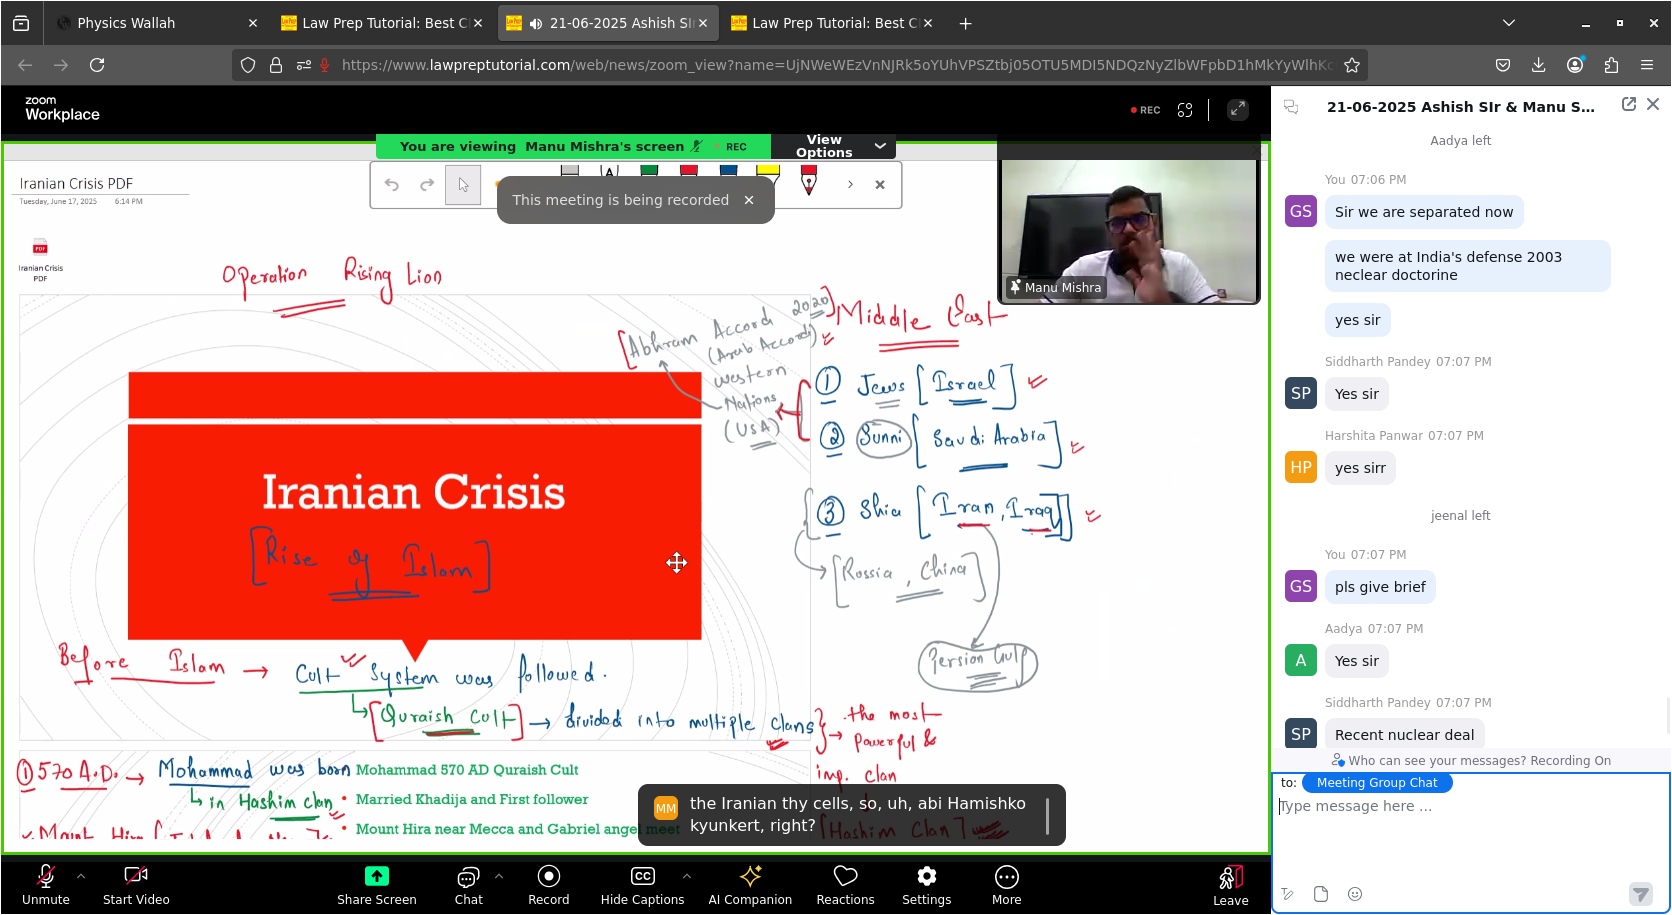 Physics Wallah
Law Prep Tutorial: Best C
21-06-2025 Ashish SIr
Law Prep Tutorial: Best C
https://www.lawpreptutorial.com/web/news/zoom_view?name=UjNWeWEzVnNJRk5oYUhVPSZtbj05OTU5MDI5NDQzNyZlbWFpbD1hMkYyWlhKc
zoom
Workplace
REC
You are viewing Manu Mishra's screen
REC
View Options
This meeting is being recorded
Manu Mishra
Iranian Crisis PDF
Tuesday, June 17, 2025 6:14 PM
PDF
Iranian Crisis
PDF
Operation Rising Lion
Abhram Accord 2020
(Arab Accord)
western
Nations
(USA)
Middle East
① Jews [Israel]
② Sunni [Saudi Arabia]
③ Shia [Iran, Iraq]
[Russia, China]
Persion Gulf
Iranian Crisis
[Rise of Islam]
Before Islam → Cult System was followed.
[Quraish Cult] → divided into multiple clans
→ the most
powerful &
imp. clan
[Hashim Clan]
① 570 A.D. → Mohammad was born
in Hashim clan
Mohammad 570 AD Quraish Cult
• Married Khadija and First follower
• Mount Hira near Mecca and Gabriel angel meet
MM
the Iranian thy cells, so, uh, abi Hamishko
kyunkert, right?
Unmute
Start Video
Share Screen
Chat
Record
CC
Hide Captions
AI Companion
Reactions
Settings
More
Leave
21-06-2025 Ashish SIr & Manu S...
Aadya left
You 07:06 PM
GS
Sir we are separated now
we were at India's defense 2003
neclear doctorine
yes sir
Siddharth Pandey 07:07 PM
SP
Yes sir
Harshita Panwar 07:07 PM
HP
yes sirr
jeenal left
You 07:07 PM
GS
pls give brief
Aadya 07:07 PM
A
Yes sir
Siddharth Pandey 07:07 PM
SP
Recent nuclear deal
Who can see your messages? Recording On
to: Meeting Group Chat
Type message here ...